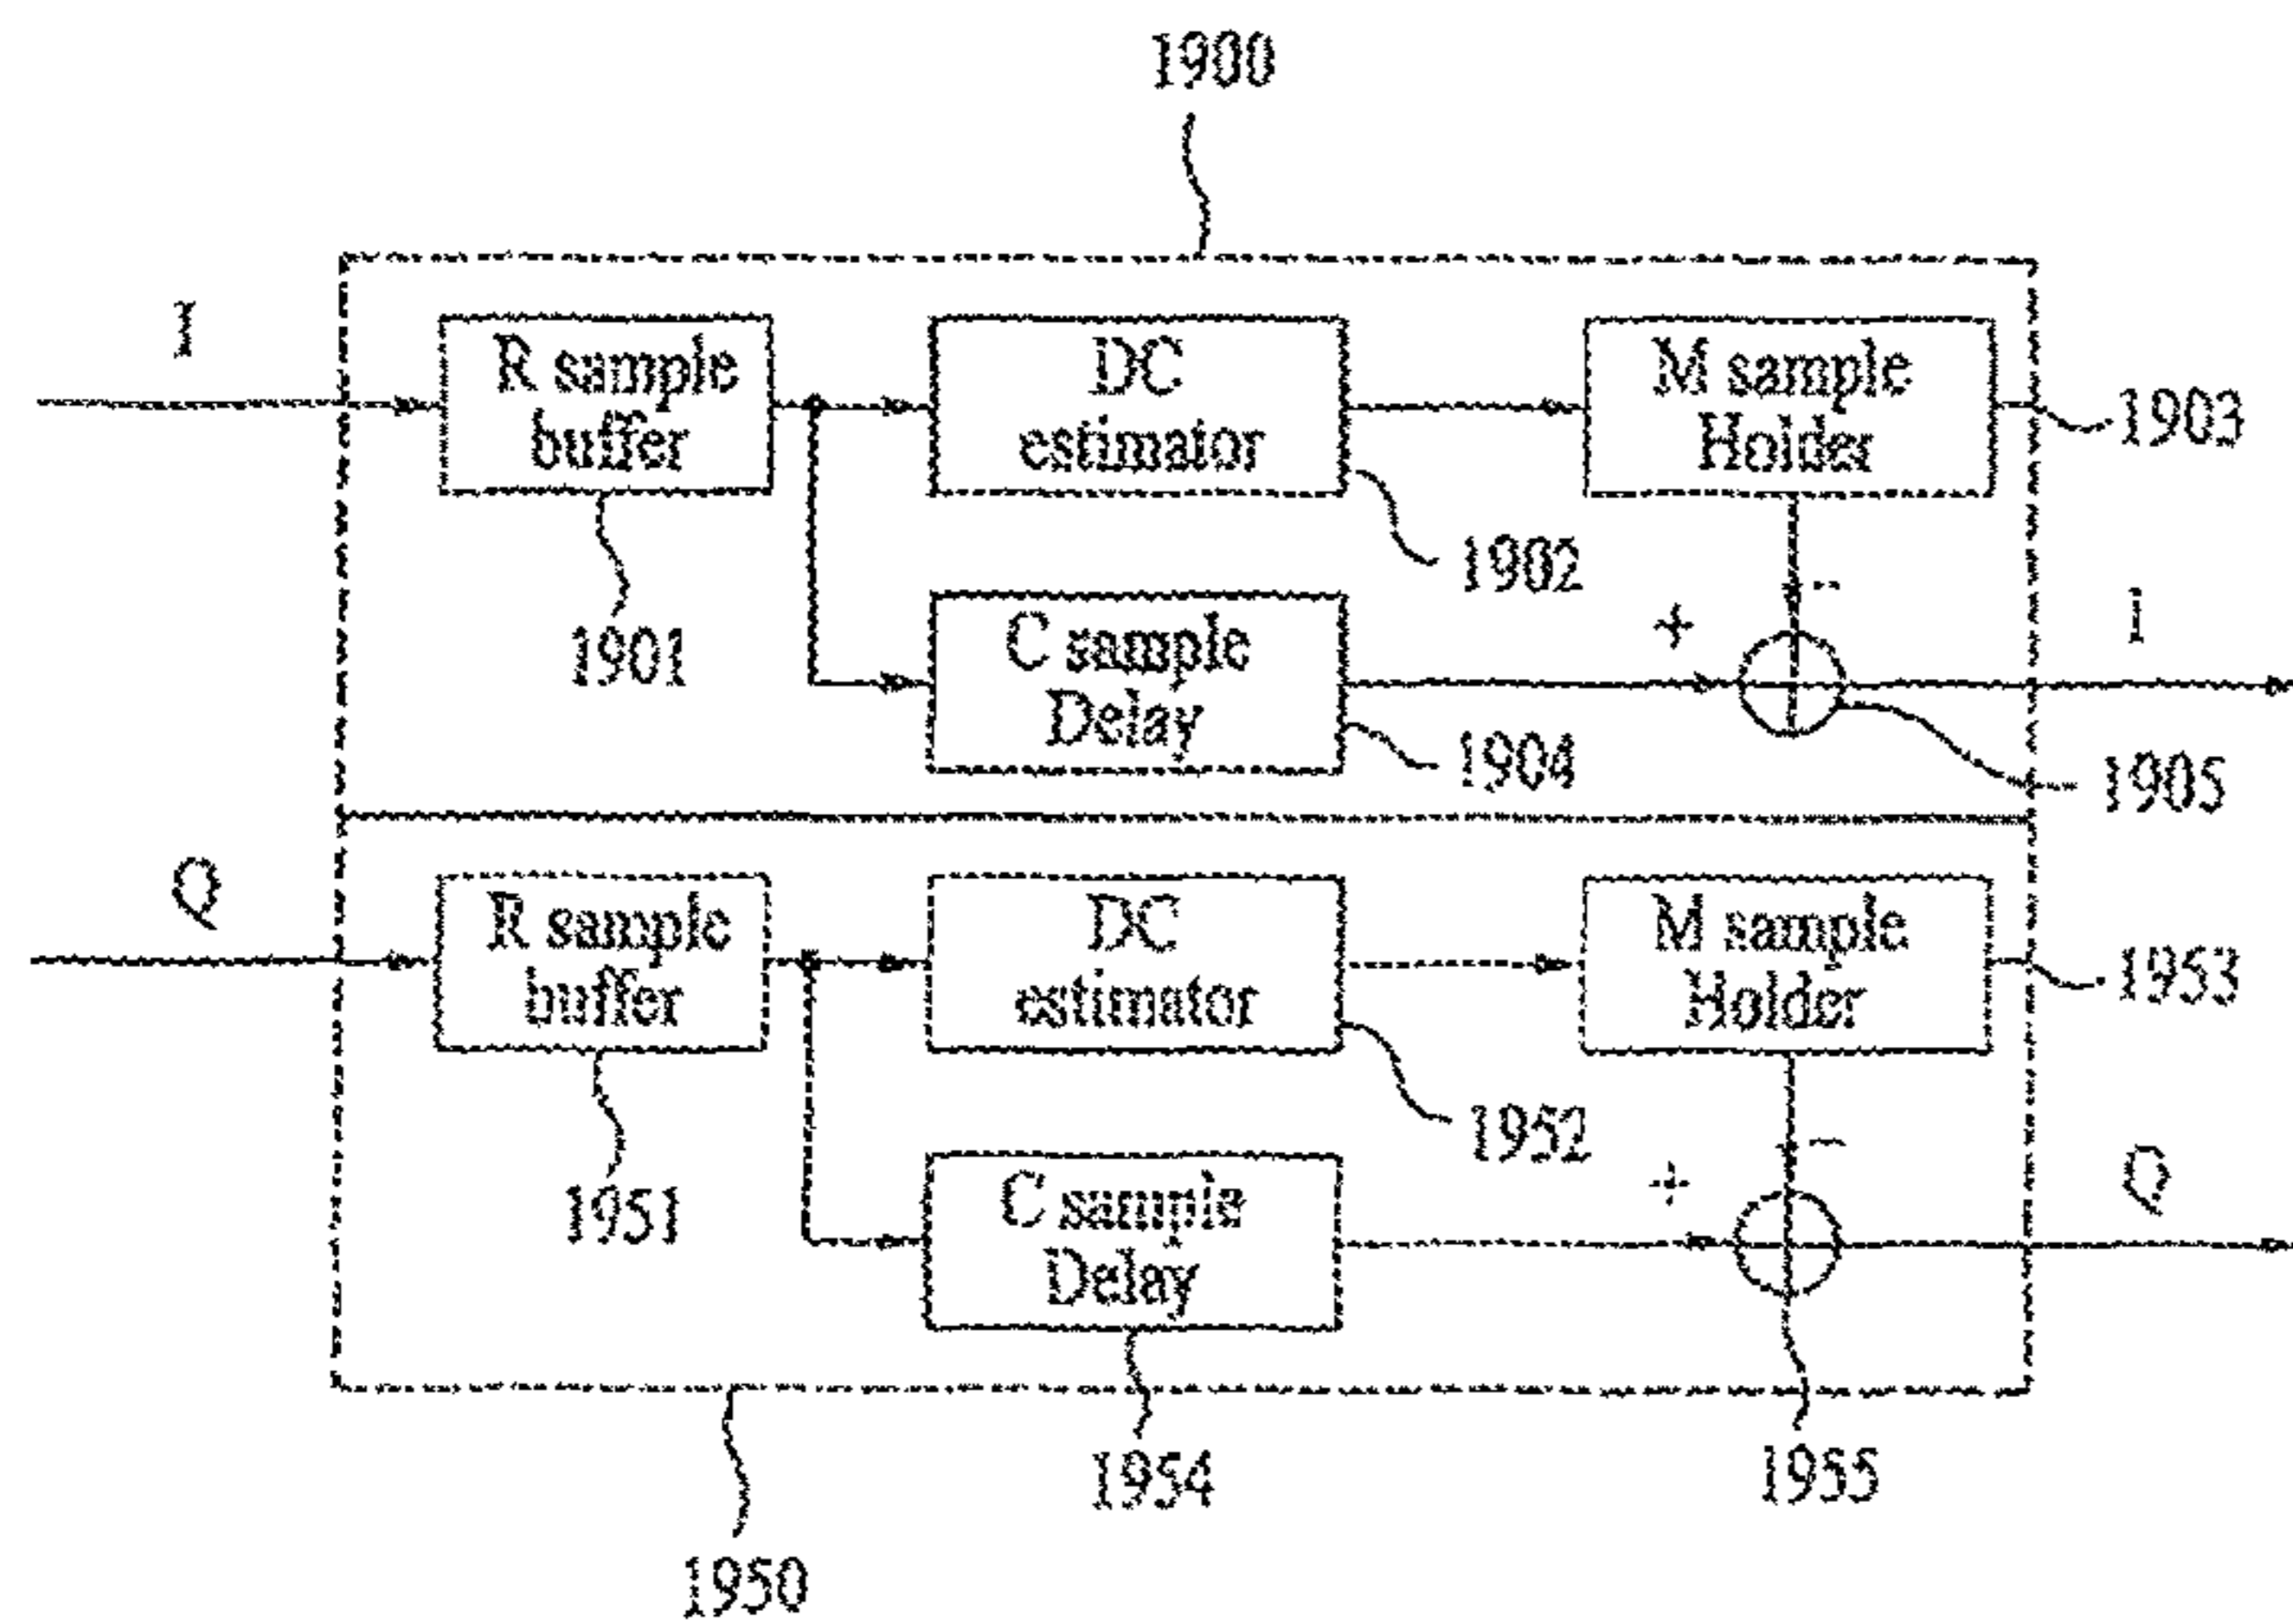 1900
I
R sample
buffer
DC
estimator
M sample
Holder
1903
1902
1901
C sample
Delay
+
-
I
1904
1905
Q
R sample
buffer
DC
estimator
M sample
Holder
1953
1952
1951
C sample
Delay
+
-
Q
1954
1955
1950